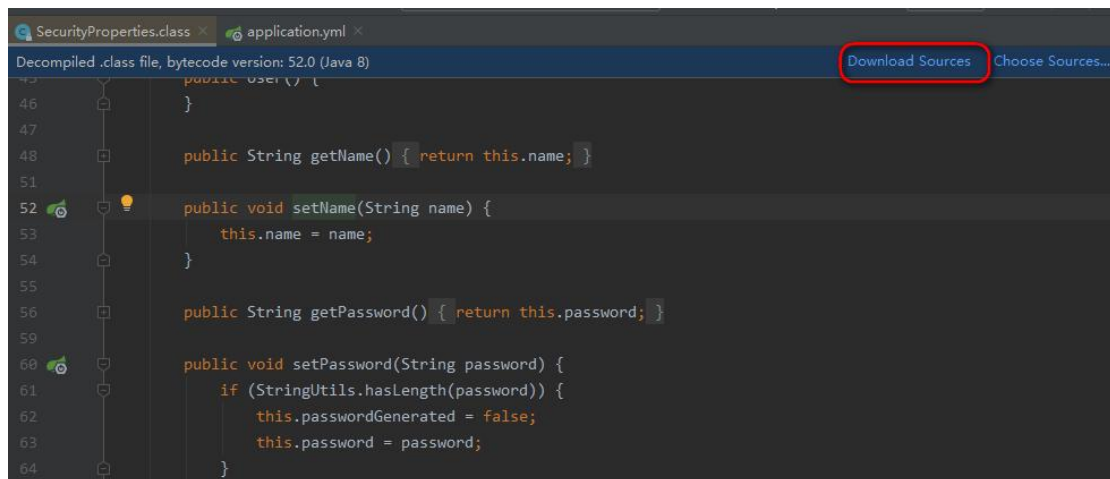 SecurityProperties.class × application.yml ×
Decompiled .class file, bytecode version: 52.0 (Java 8) Download Sources Choose Sources...
45 public User() {
46 }
47
48 public String getName() { return this.name; }
51
52 public void setName(String name) {
53 this.name = name;
54 }
55
56 public String getPassword() { return this.password; }
59
60 public void setPassword(String password) {
61 if (StringUtils.hasLength(password)) {
62 this.passwordGenerated = false;
63 this.password = password;
64 }